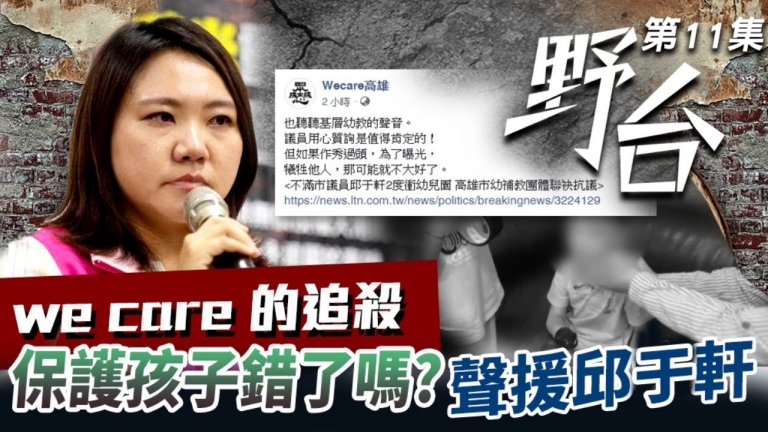 第11集
野台
Wecare高雄
2 小時
也聽聽基層幼教的聲音。
議員用心質詢是值得肯定的！
但如果作秀過頭，為了曝光，
犧牲他人，那可能就不大好了。
<不滿市議員邱于軒2度衝幼兒園 高雄市幼補教團體聯袂抗議>
https://news.ltn.com.tw/news/politics/breakingnews/3224129
we care 的追殺
保護孩子錯了嗎?聲援邱于軒